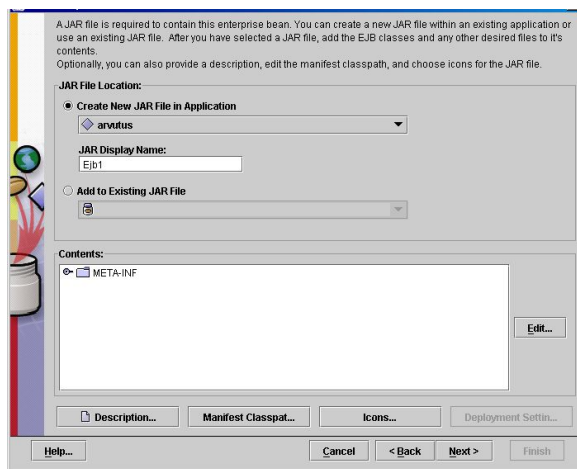 A JAR file is required to contain this enterprise bean. You can create a new JAR file within an existing application or
use an existing JAR file.  After you have selected a JAR file, add the EJB classes and any other desired files to it's
contents.
Optionally, you can also provide a description, edit the manifest classpath, and choose icons for the JAR file.
JAR File Location:
Create New JAR File in Application
arvutus
JAR Display Name:
Ejb1
Add to Existing JAR File
Contents:
META-INF
Edit...
Description...
Manifest Classpat...
Icons...
Deployment Settin...
Help...
Cancel
< Back
Next >
Finish